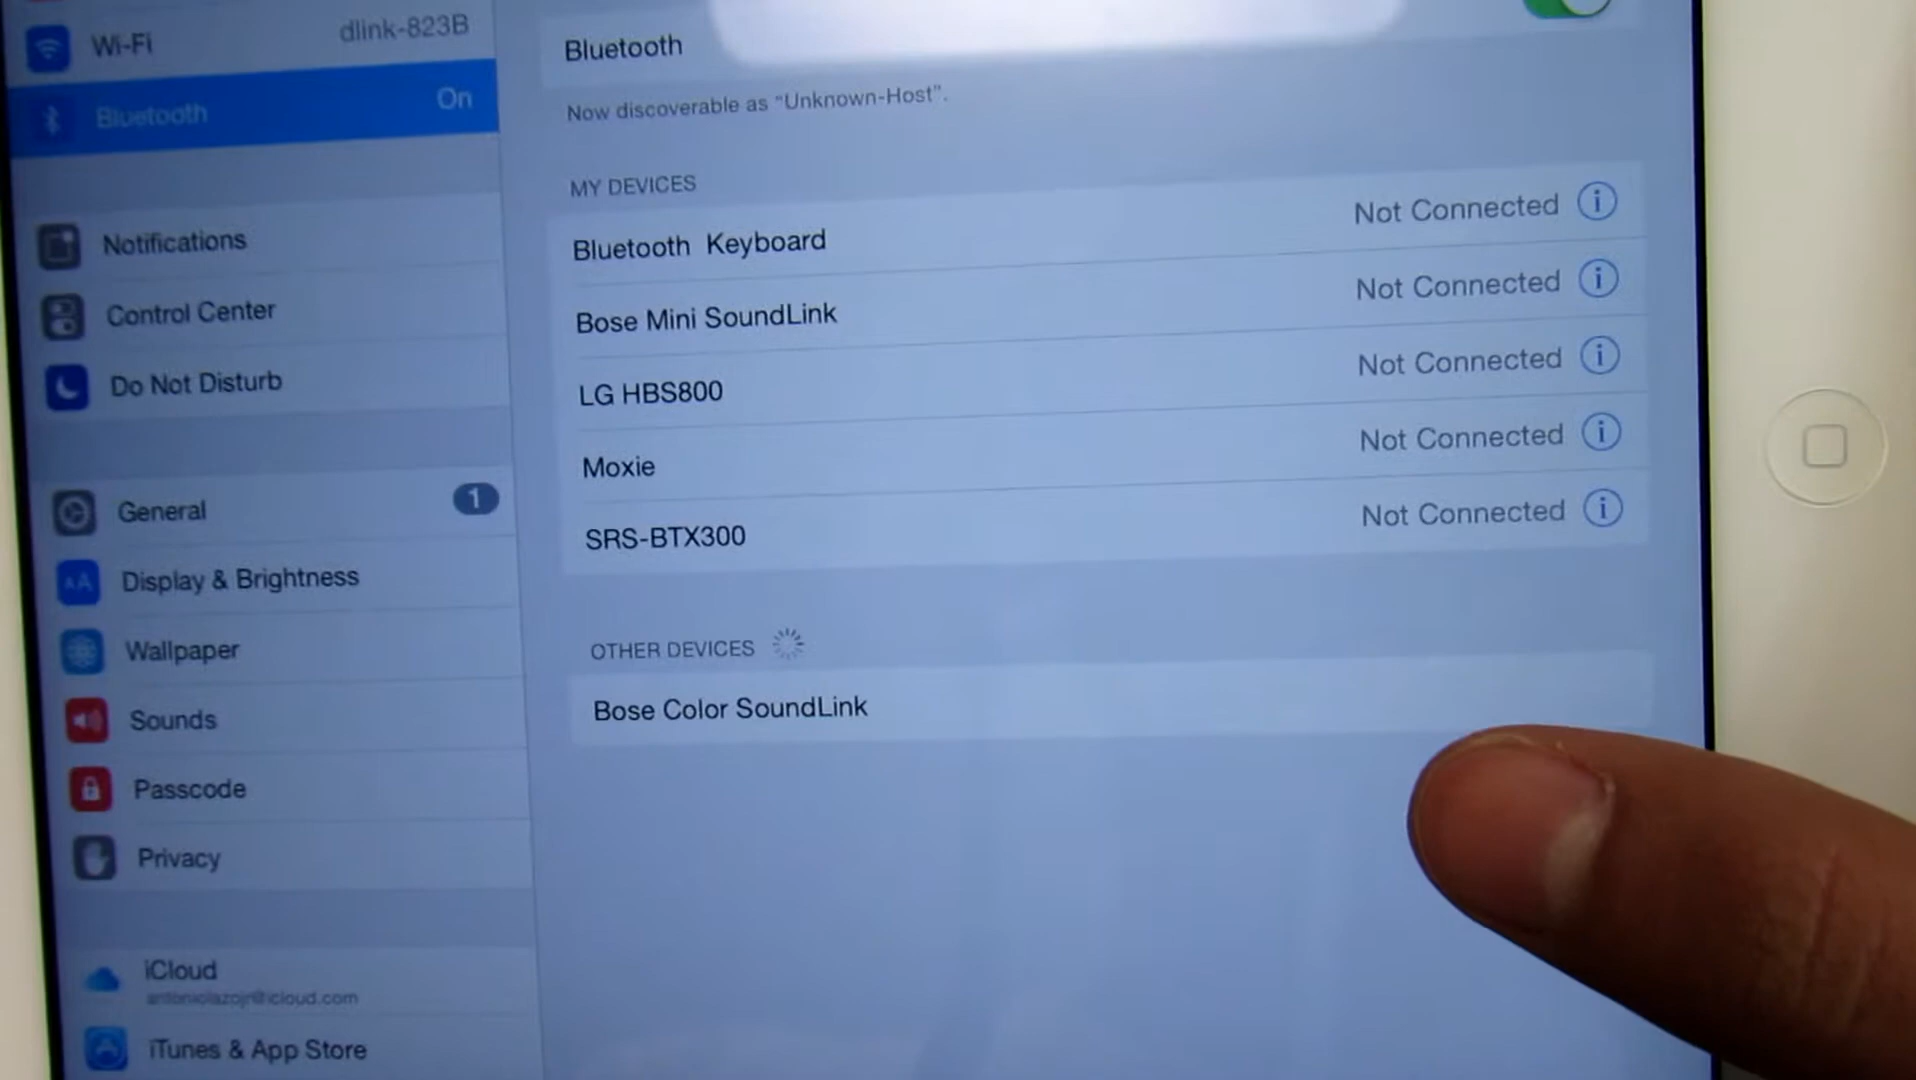 Wi-Fi dlink-823B
Bluetooth On
Notifications
Control Center
Do Not Disturb
General 1
Display & Brightness
Wallpaper
Sounds
Passcode
Privacy
iCloud
iTunes & App Store
Bluetooth
Now discoverable as “Unknown-Host”.
MY DEVICES
Bluetooth Keyboard Not Connected
Bose Mini SoundLink Not Connected
LG HBS800 Not Connected
Moxie Not Connected
SRS-BTX300 Not Connected
OTHER DEVICES
Bose Color SoundLink